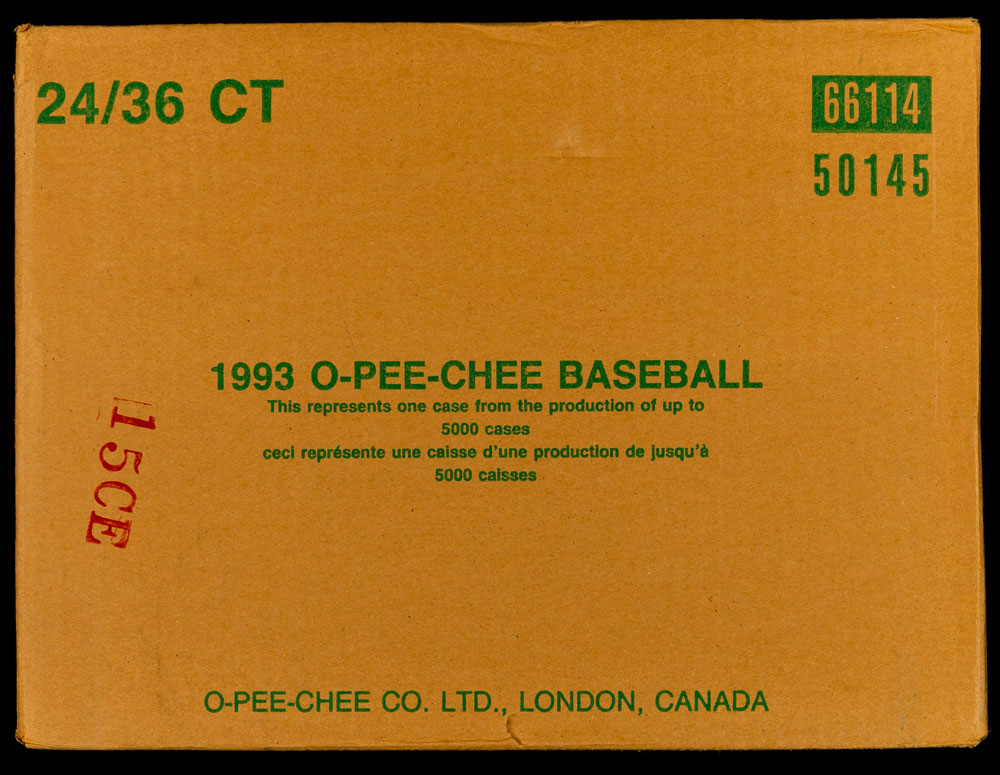 24/36 CT
66114
50145
1993 O-PEE-CHEE BASEBALL
This represents one case from the production of up to
5000 cases
ceci représente une caisse d'une production de jusqu'à
5000 caisses
15CE
O-PEE-CHEE CO. LTD., LONDON, CANADA